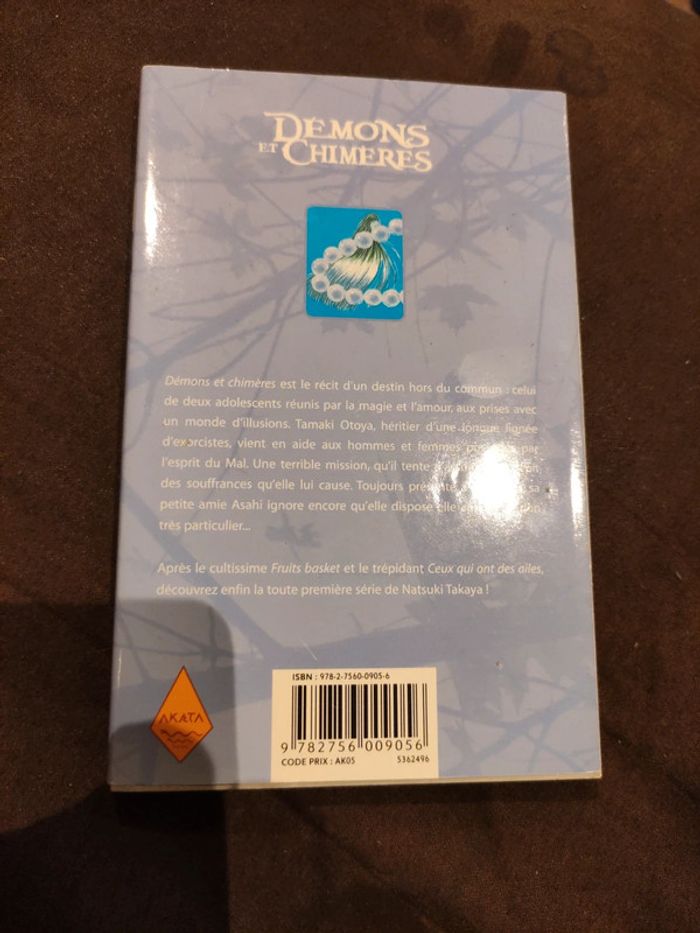 DÉMONS
ET CHIMÈRES
Démons et chimères est le récit d'un destin hors du commun : celui
de deux adolescents réunis par la magie et l'amour, aux prises avec
un monde d'illusions. Tamaki Otoya, héritier d'une longue lignée
d'exorcistes, vient en aide aux hommes et femmes par
l'esprit du Mal. Une terrible mission, qu'il tente
des souffrances qu'elle lui cause. Toujours sa
petite amie Asahi ignore encore qu'elle dispose
très particulier...
Après le cultissime Fruits basket et le trépidant Ceux qui ont des ailes,
découvrez enfin la toute première série de Natsuki Takaya !
ISBN : 978-2-7560-0905-6
9 782756 009056
CODE PRIX : AK05 5362496
AKATA